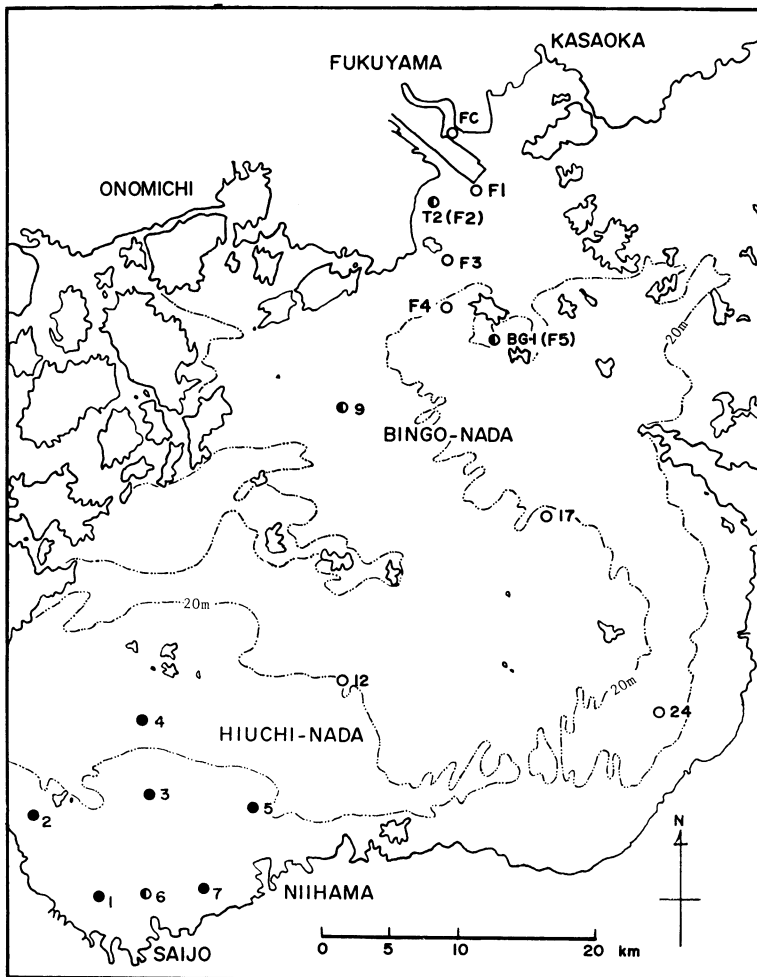 KASAOKA
FUKUYAMA
FC
ONOMICHI
F1
T2(F2)
F3
F4
BG-1(F5)
20m
9
BINGO-NADA
17
20m
12
20m
24
4
HIUCHI-NADA
3
5
2
N
1
6
7
NIIHAMA
SAIJO
0 5 10 20 km